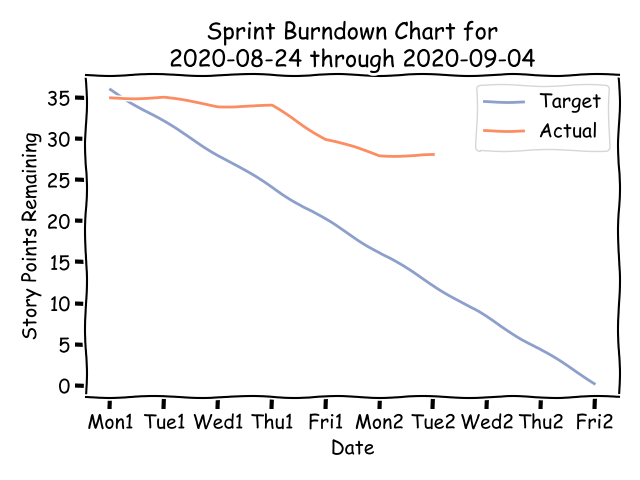 Sprint Burndown Chart for
2020-08-24 through 2020-09-04
Target
Actual
Story Points Remaining
35
30
25
20
15
10
5
0
Mon1 Tue1 Wed1 Thu1 Fri1 Mon2 Tue2 Wed2 Thu2 Fri2
Date